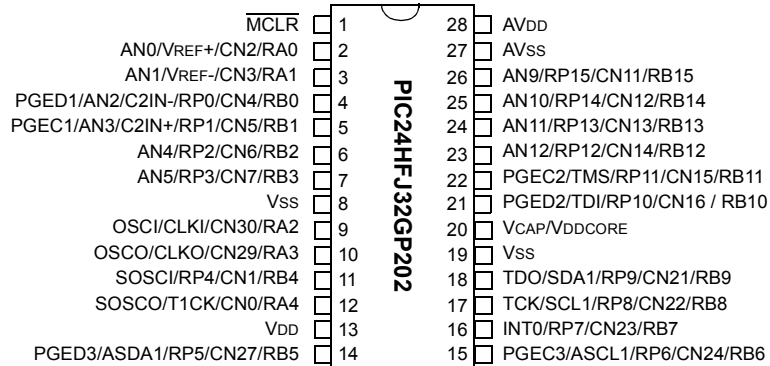 MCLR 1 28 AVDD
AN0/VREF+/CN2/RA0 2 27 AVSS
AN1/VREF-/CN3/RA1 3 26 AN9/RP15/CN11/RB15
PGED1/AN2/C2IN-/RP0/CN4/RB0 4 25 AN10/RP14/CN12/RB14
PGEC1/AN3/C2IN+/RP1/CN5/RB1 5 24 AN11/RP13/CN13/RB13
AN4/RP2/CN6/RB2 6 23 AN12/RP12/CN14/RB12
AN5/RP3/CN7/RB3 7 22 PGEC2/TMS/RP11/CN15/RB11
VSS 8 21 PGED2/TDI/RP10/CN16 / RB10
OSCI/CLKI/CN30/RA2 9 20 VCAP/VDDCORE
OSCO/CLKO/CN29/RA3 10 19 VSS
SOSCI/RP4/CN1/RB4 11 18 TDO/SDA1/RP9/CN21/RB9
SOSCO/T1CK/CN0/RA4 12 17 TCK/SCL1/RP8/CN22/RB8
VDD 13 16 INT0/RP7/CN23/RB7
PGED3/ASDA1/RP5/CN27/RB5 14 15 PGEC3/ASCL1/RP6/CN24/RB6
PIC24HFJ32GP202